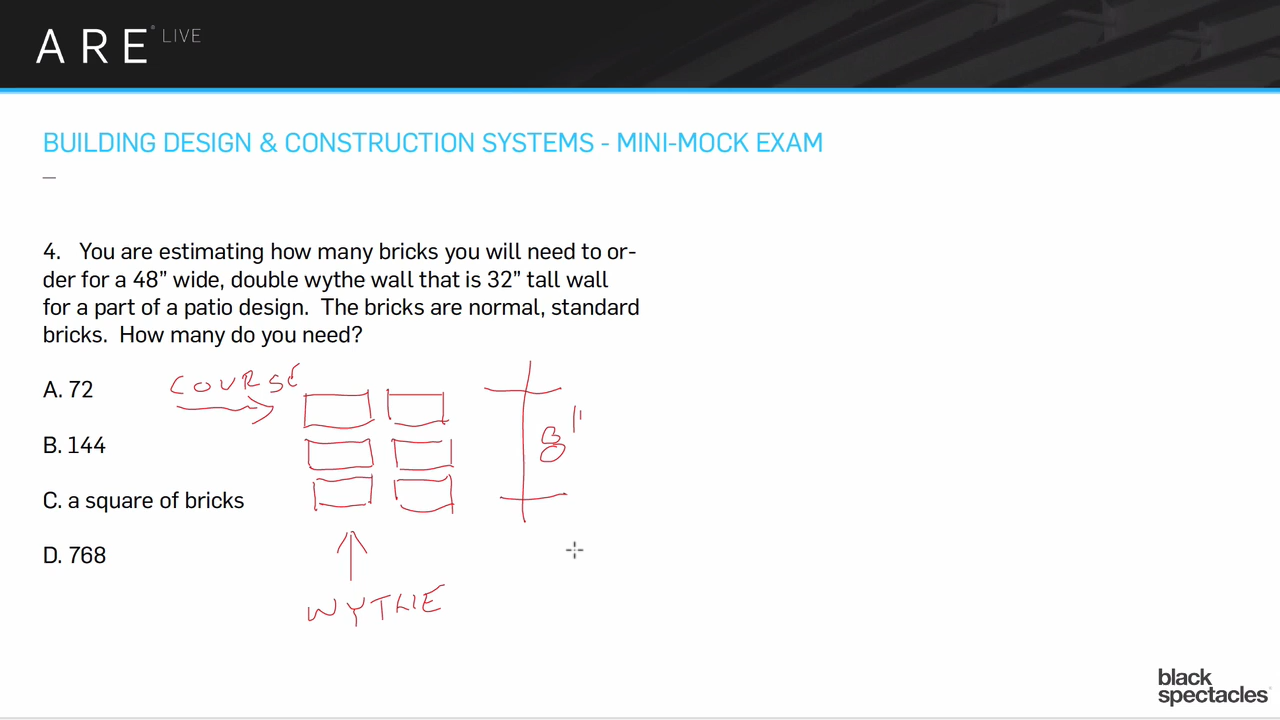 ARE® LIVE
BUILDING DESIGN & CONSTRUCTION SYSTEMS - MINI-MOCK EXAM
4. You are estimating how many bricks you will need to or-
der for a 48” wide, double wythe wall that is 32” tall wall
for a part of a patio design. The bricks are normal, standard
bricks. How many do you need?
A. 72
B. 144
C. a square of bricks
D. 768
COURSE
8"
WYTHE
black
spectacles